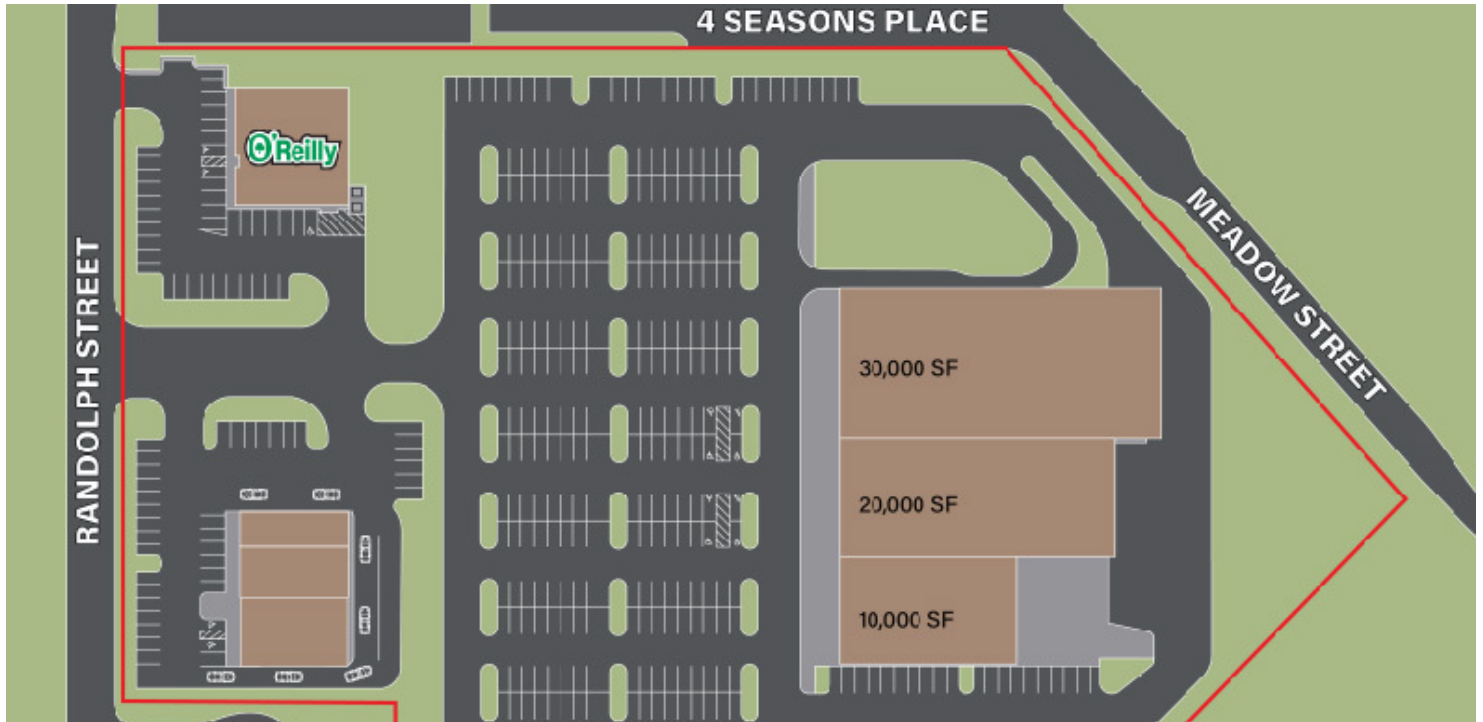 4 SEASONS PLACE
O'Reilly
MEADOW STREET
RANDOLPH STREET
30,000 SF
20,000 SF
10,000 SF